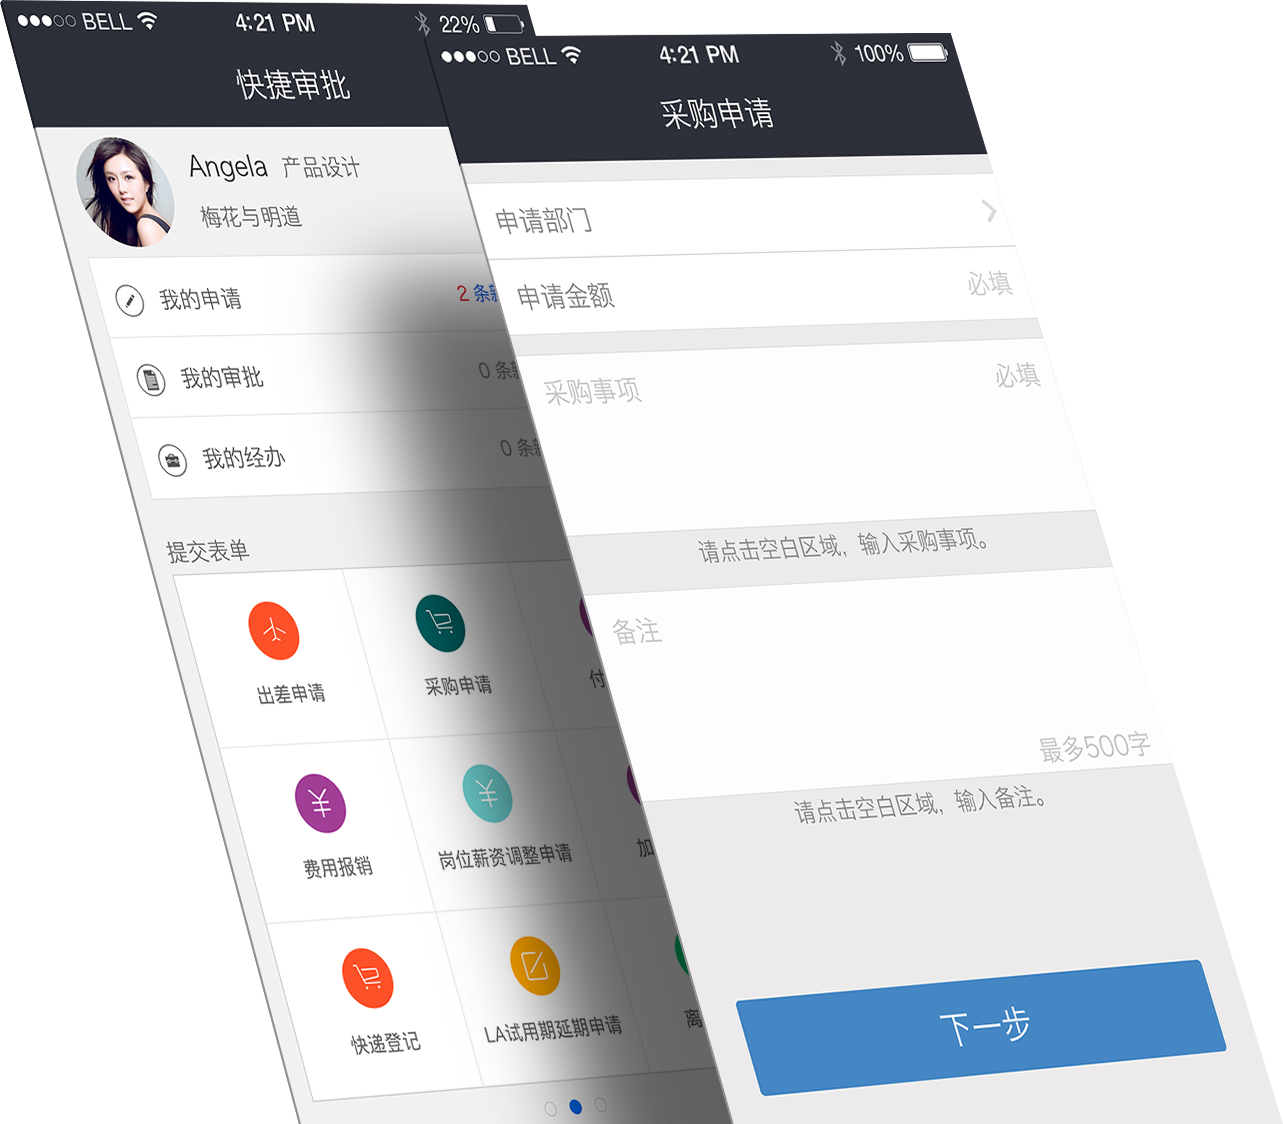 BELL 4:21 PM 22%
快捷审批
Angela 产品设计
梅花与明道
我的申请 2 条
我的审批 0 条
我的经办 0 条
提交表单
出差申请 采购申请 付
费用报销 岗位薪资调整申请 加
快递登记 LA试用期延期申请 离
BELL 4:21 PM 100%
采购申请
申请部门
申请金额 必填
采购事项 必填
请点击空白区域，输入采购事项。
备注
最多500字
请点击空白区域，输入备注。
下一步